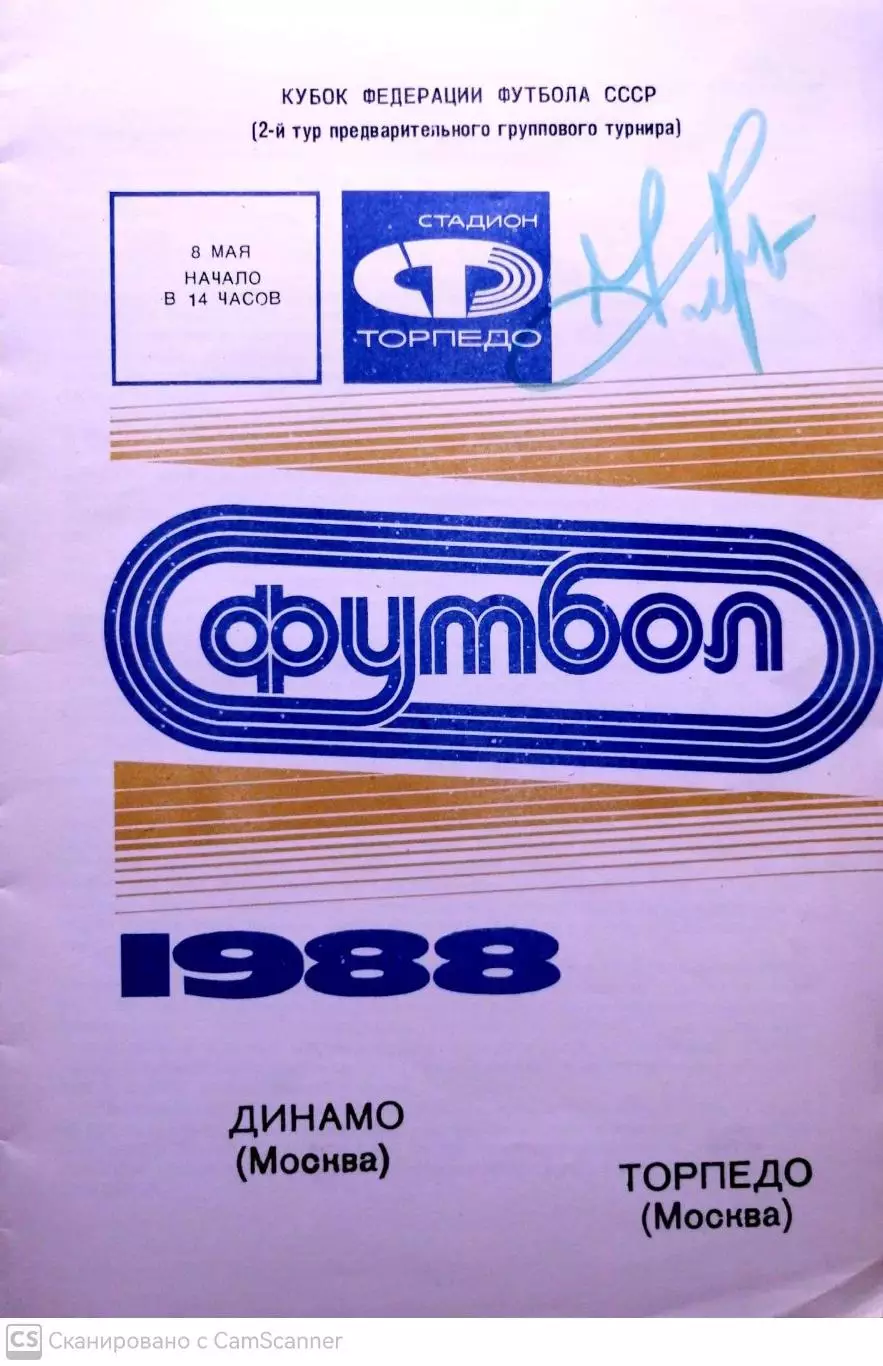 КУБОК ФЕДЕРАЦИИ ФУТБОЛА СССР
(2-й тур предварительного группового турнира)
8 МАЯ
НАЧАЛО
В 14 ЧАСОВ
СТАДИОН
ТОРПЕДО
футбол
1988
ДИНАМО
(Москва)
ТОРПЕДО
(Москва)
CS Сканировано с CamScanner